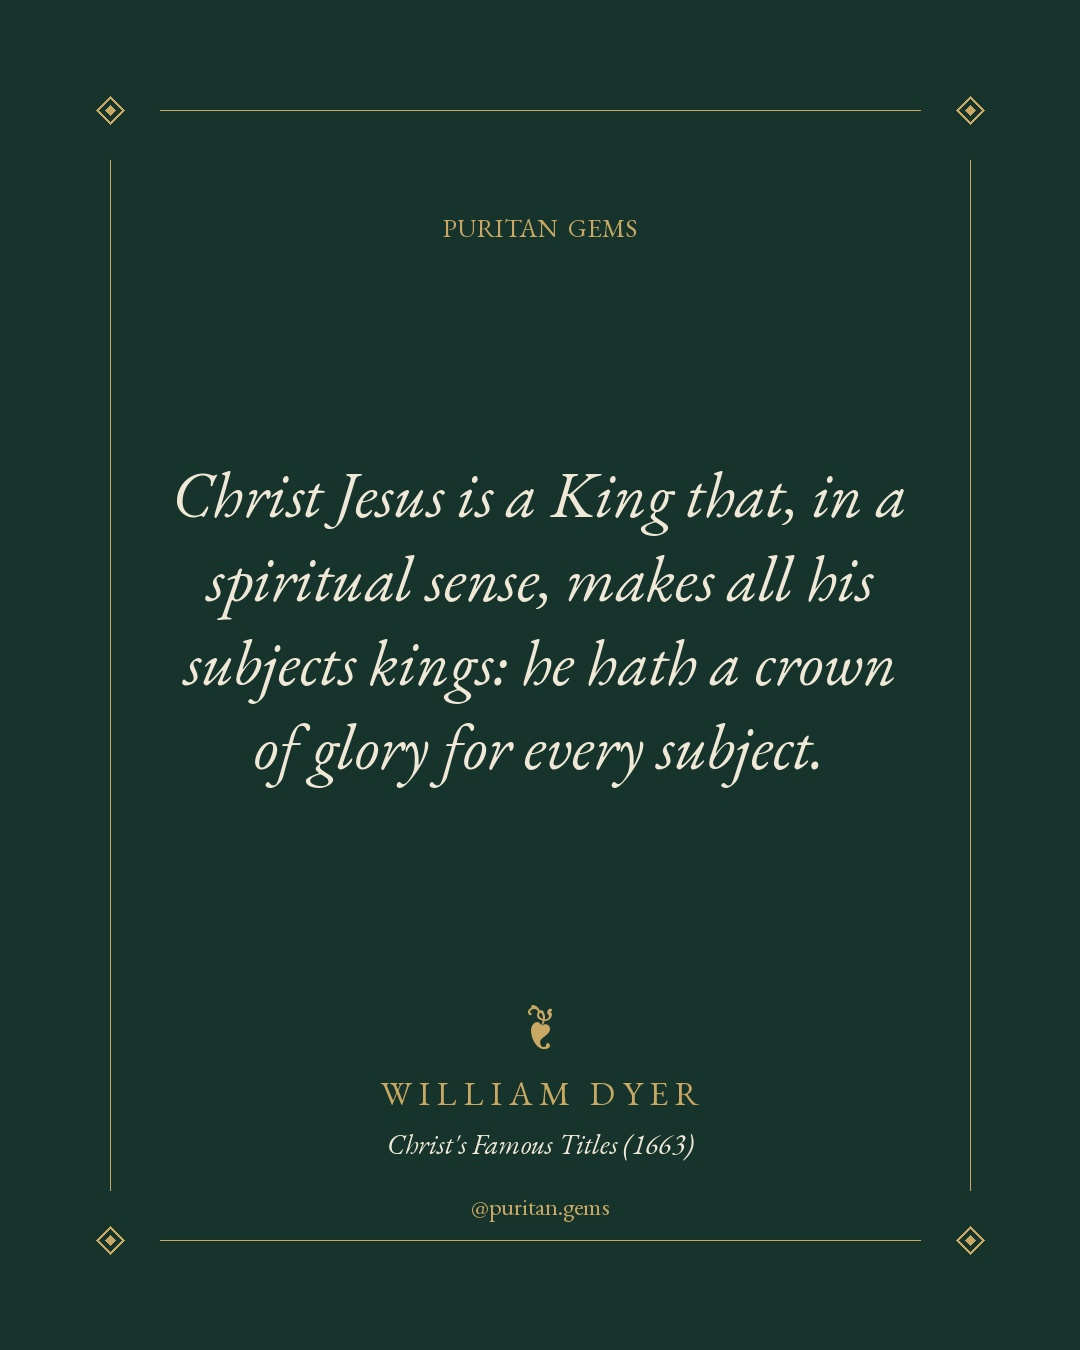 PURITAN GEMS
Christ Jesus is a King that, in a
spiritual sense, makes all his
subjects kings: he hath a crown
of glory for every subject.
❦
WILLIAM DYER
Christ's Famous Titles (1663)
@puritan.gems